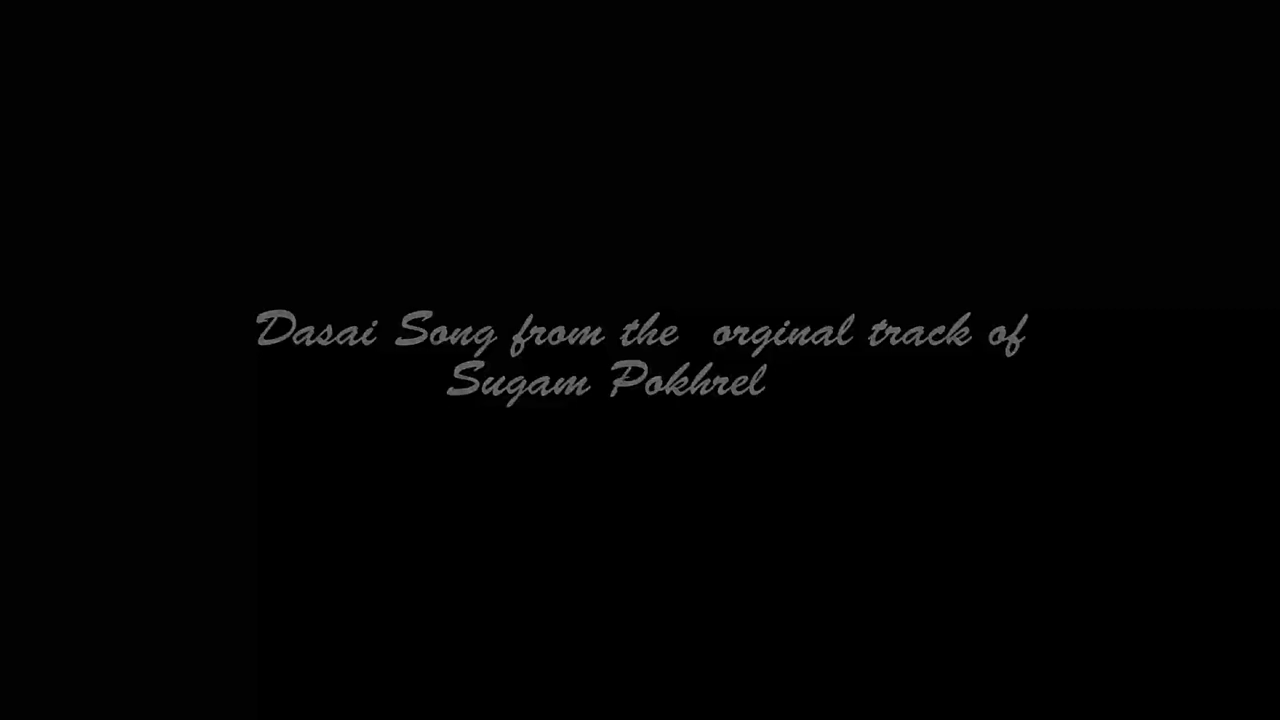 Dasai Song from the orginal track of
Sugam Pokhrel